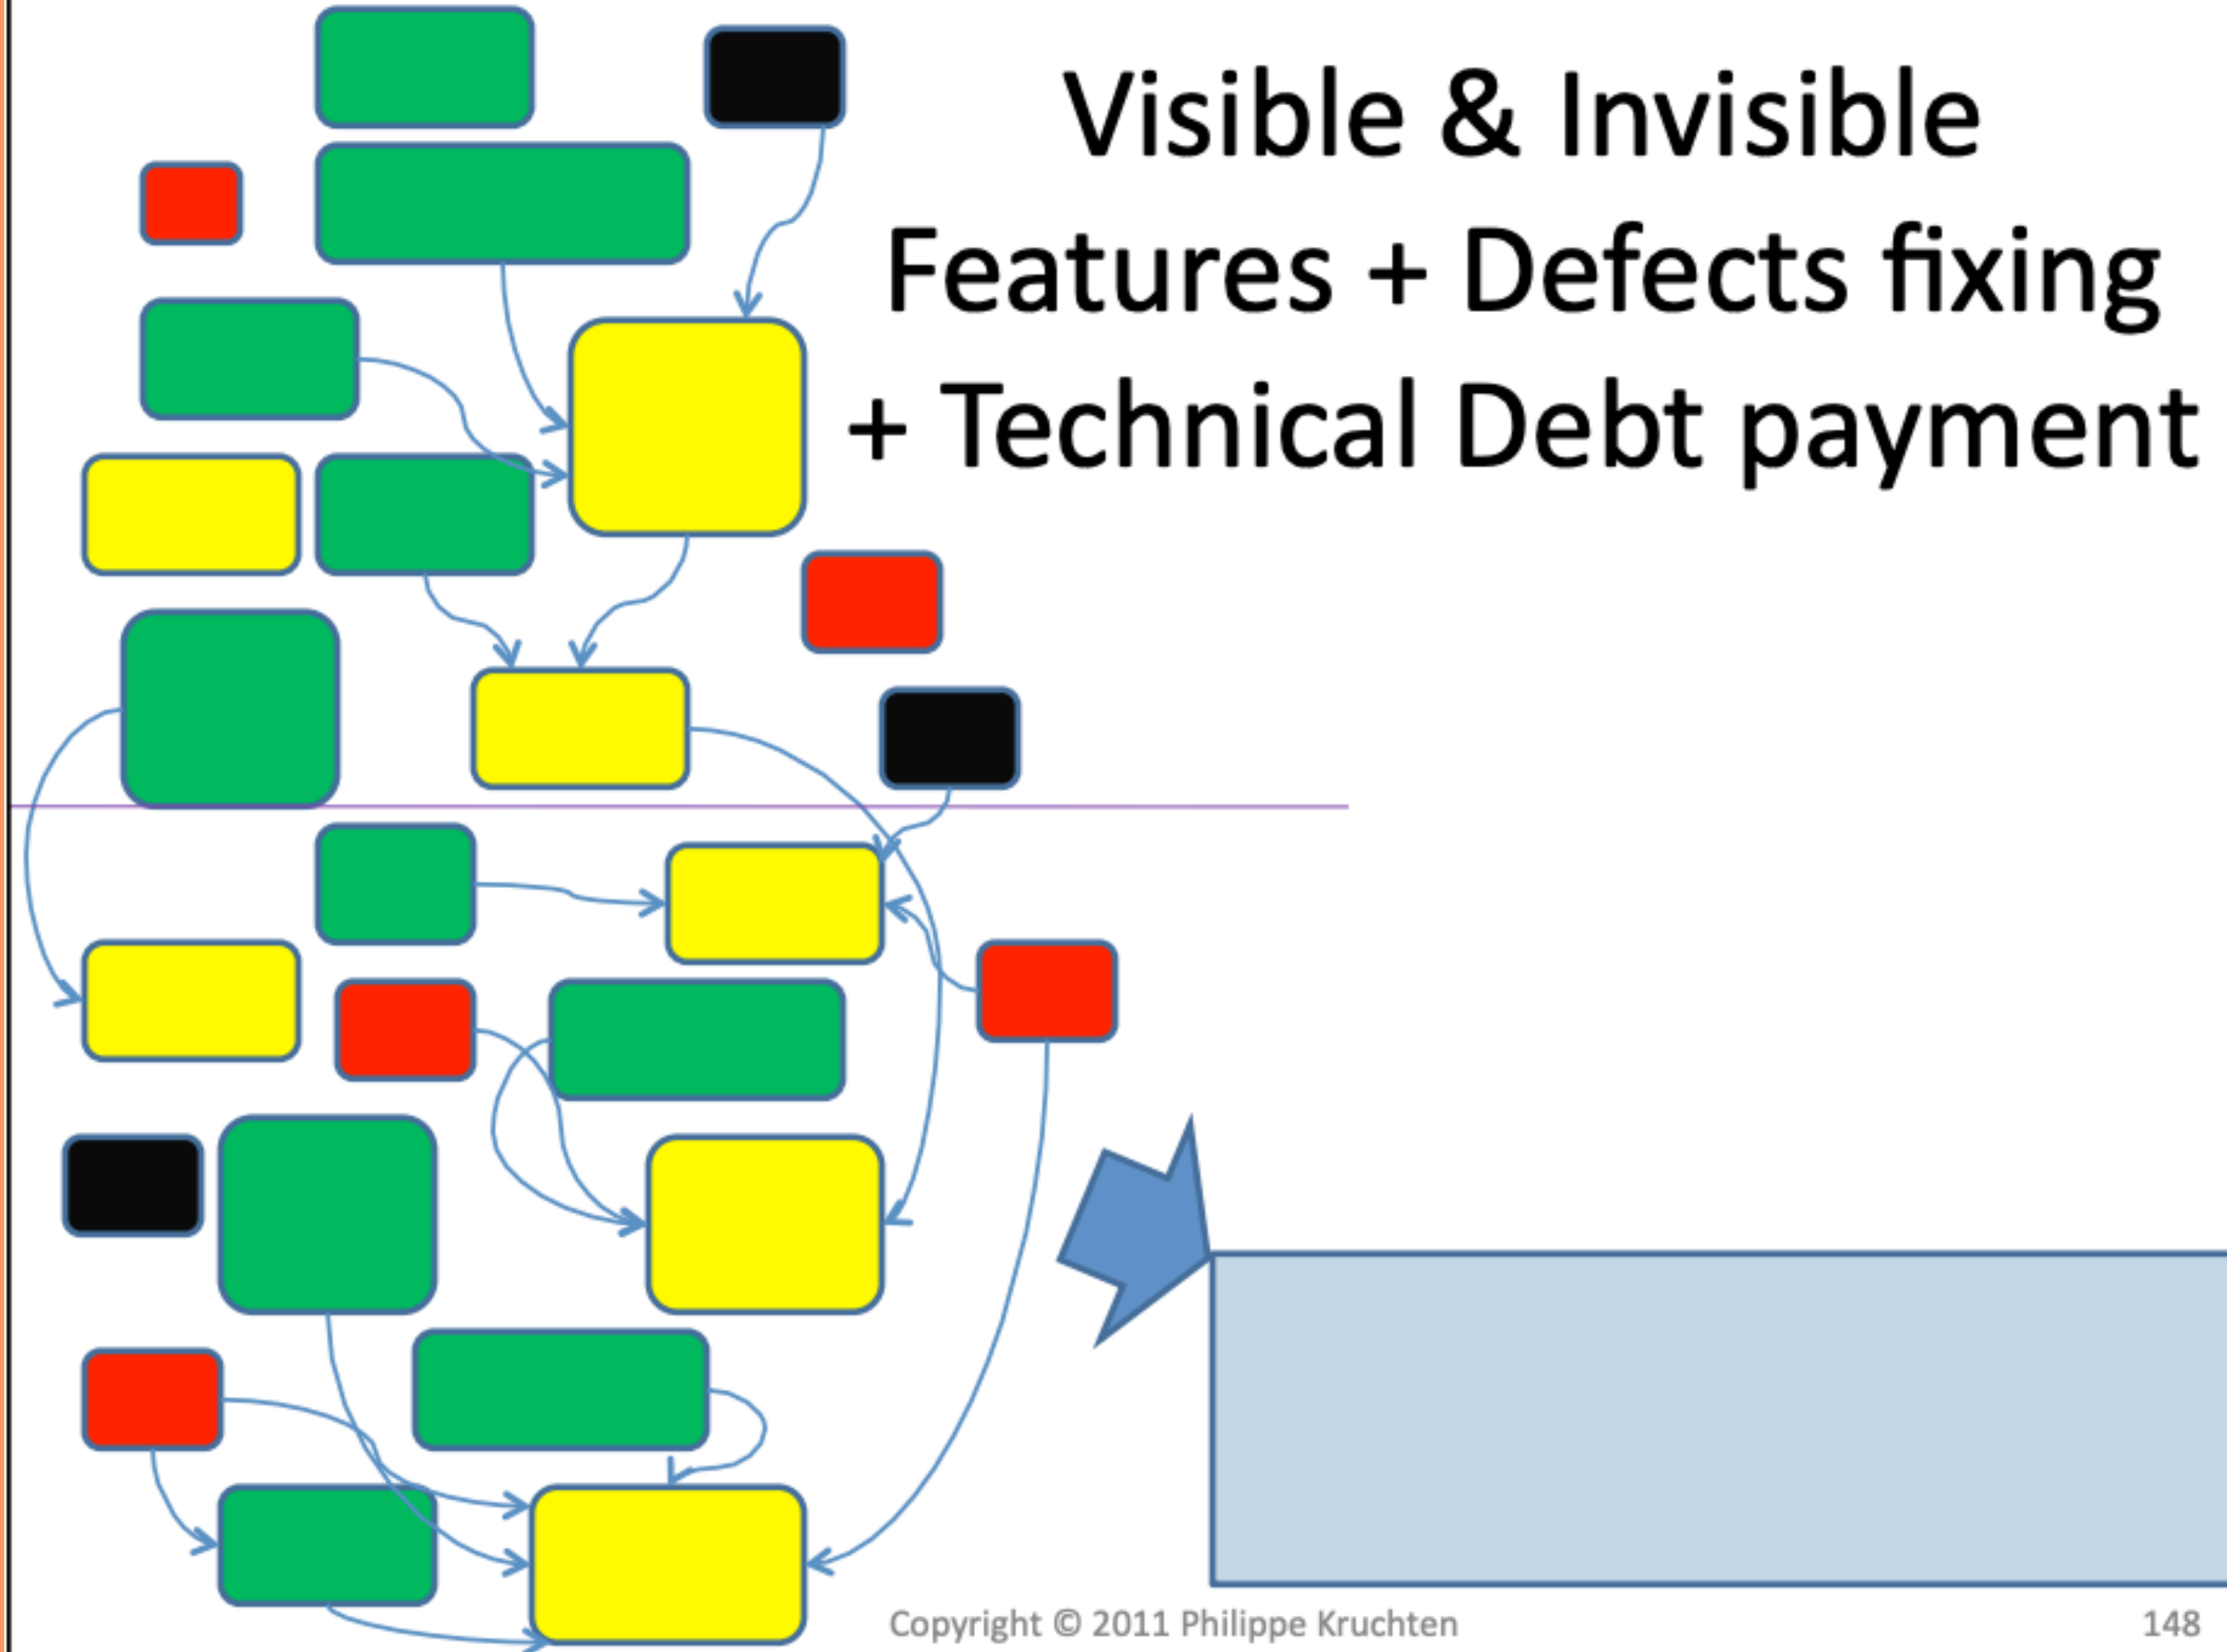 Visible & Invisible
Features + Defects fixing
+ Technical Debt payment
Copyright © 2011 Philippe Kruchten
148